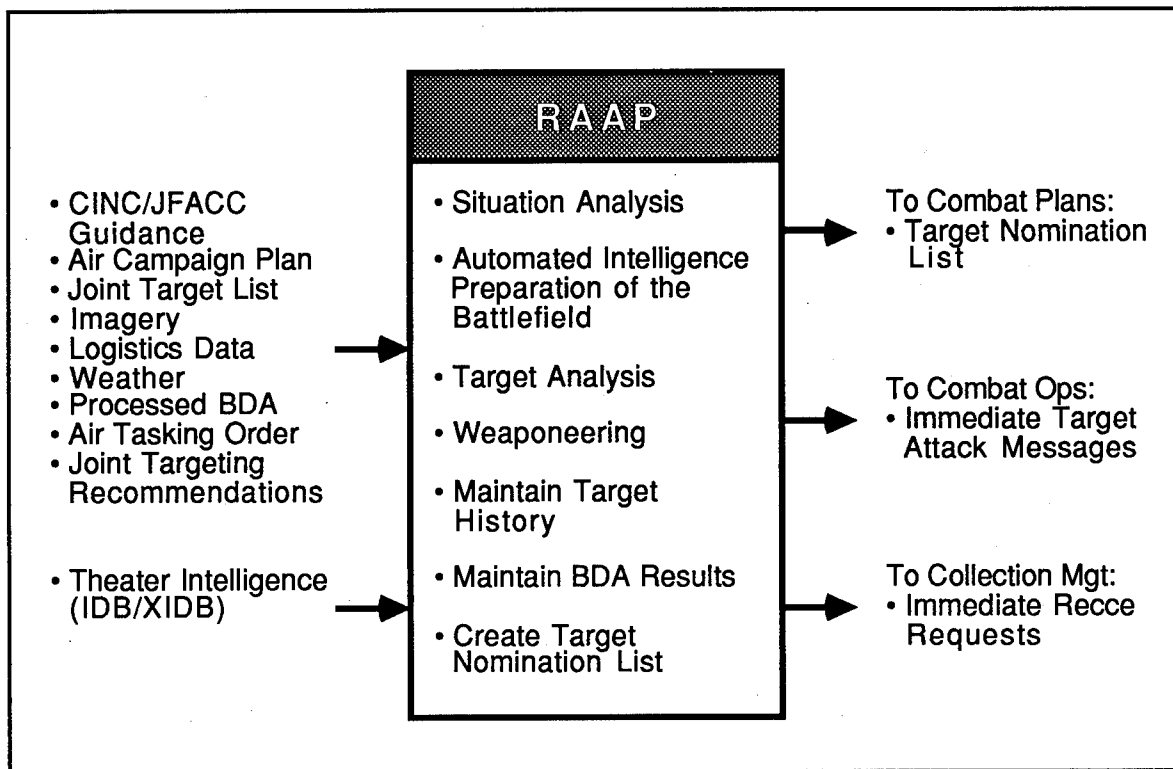 RAAP
• CINC/JFACC
Guidance
• Air Campaign Plan
• Joint Target List
• Imagery
• Logistics Data
• Weather
• Processed BDA
• Air Tasking Order
• Joint Targeting
Recommendations
• Theater Intelligence
(IDB/XIDB)
• Situation Analysis
• Automated Intelligence
Preparation of the
Battlefield
• Target Analysis
• Weaponeering
• Maintain Target
History
• Maintain BDA Results
• Create Target
Nomination List
To Combat Plans:
• Target Nomination
List
To Combat Ops:
• Immediate Target
Attack Messages
To Collection Mgt:
• Immediate Recce
Requests